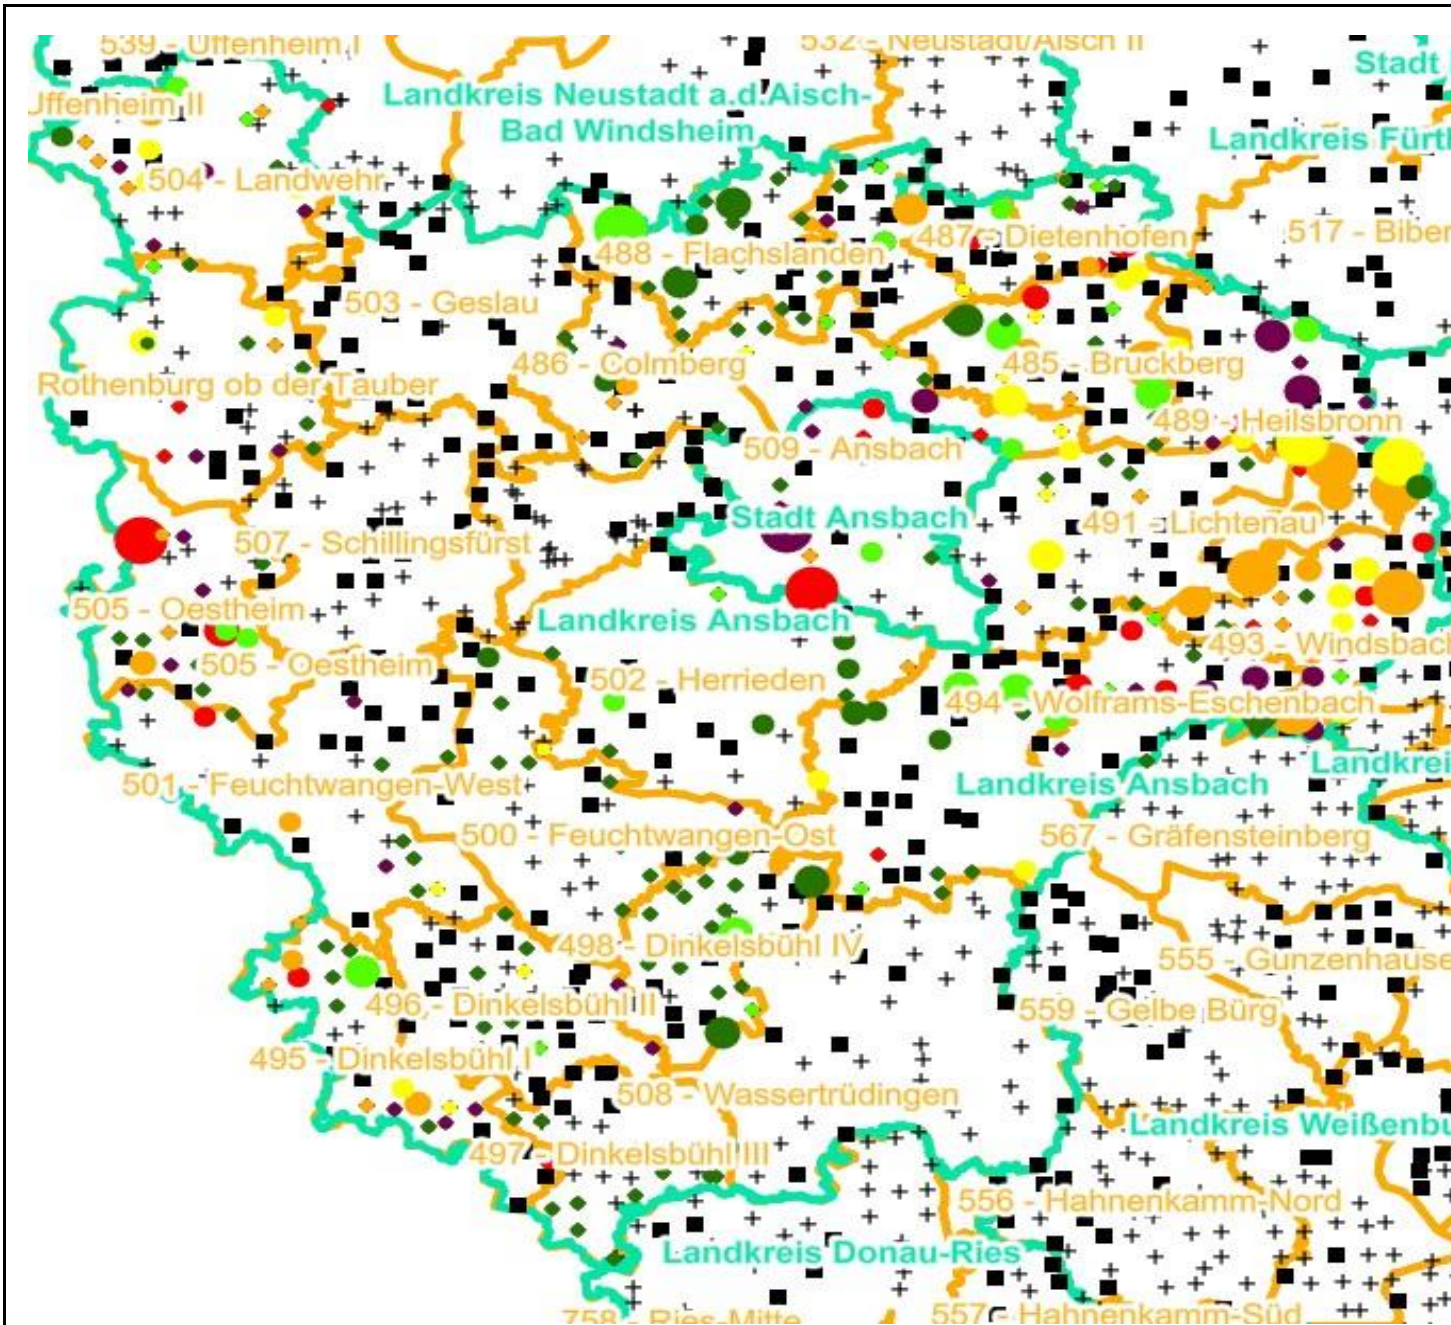 539 - Uffenheim I
532 - Neustadt/Aisch II
Stadt
Uffenheim II
Landkreis Neustadt a.d.Aisch-
Bad Windsheim
Landkreis Fürth
504 - Landwehr
488 - Flachslanden
487 - Dietenhofen
517 - Biber
503 - Geslau
486 - Colmberg
485 - Bruckberg
Rothenburg ob der Tauber
489 - Heilsbronn
509 - Ansbach
Stadt Ansbach
491 - Lichtenau
507 - Schillingsfürst
505 - Oestheim
Landkreis Ansbach
493 - Windsbach
505 - Oestheim
502 - Herrieden
494 - Wolframs-Eschenbach
Landkrei
501 - Feuchtwangen-West
Landkreis Ansbach
500 - Feuchtwangen-Ost
567 - Gräfensteinberg
498 - Dinkelsbühl IV
555 - Gunzenhause
496 - Dinkelsbühl II
559 - Gelbe Bürg
495 - Dinkelsbühl I
508 - Wassertrüdingen
Landkreis Weißenbu
497 - Dinkelsbühl III
556 - Hahnenkamm-Nord
Landkreis Donau-Ries
758 - Ries-Mitte
557 - Hahnenkamm-Süd